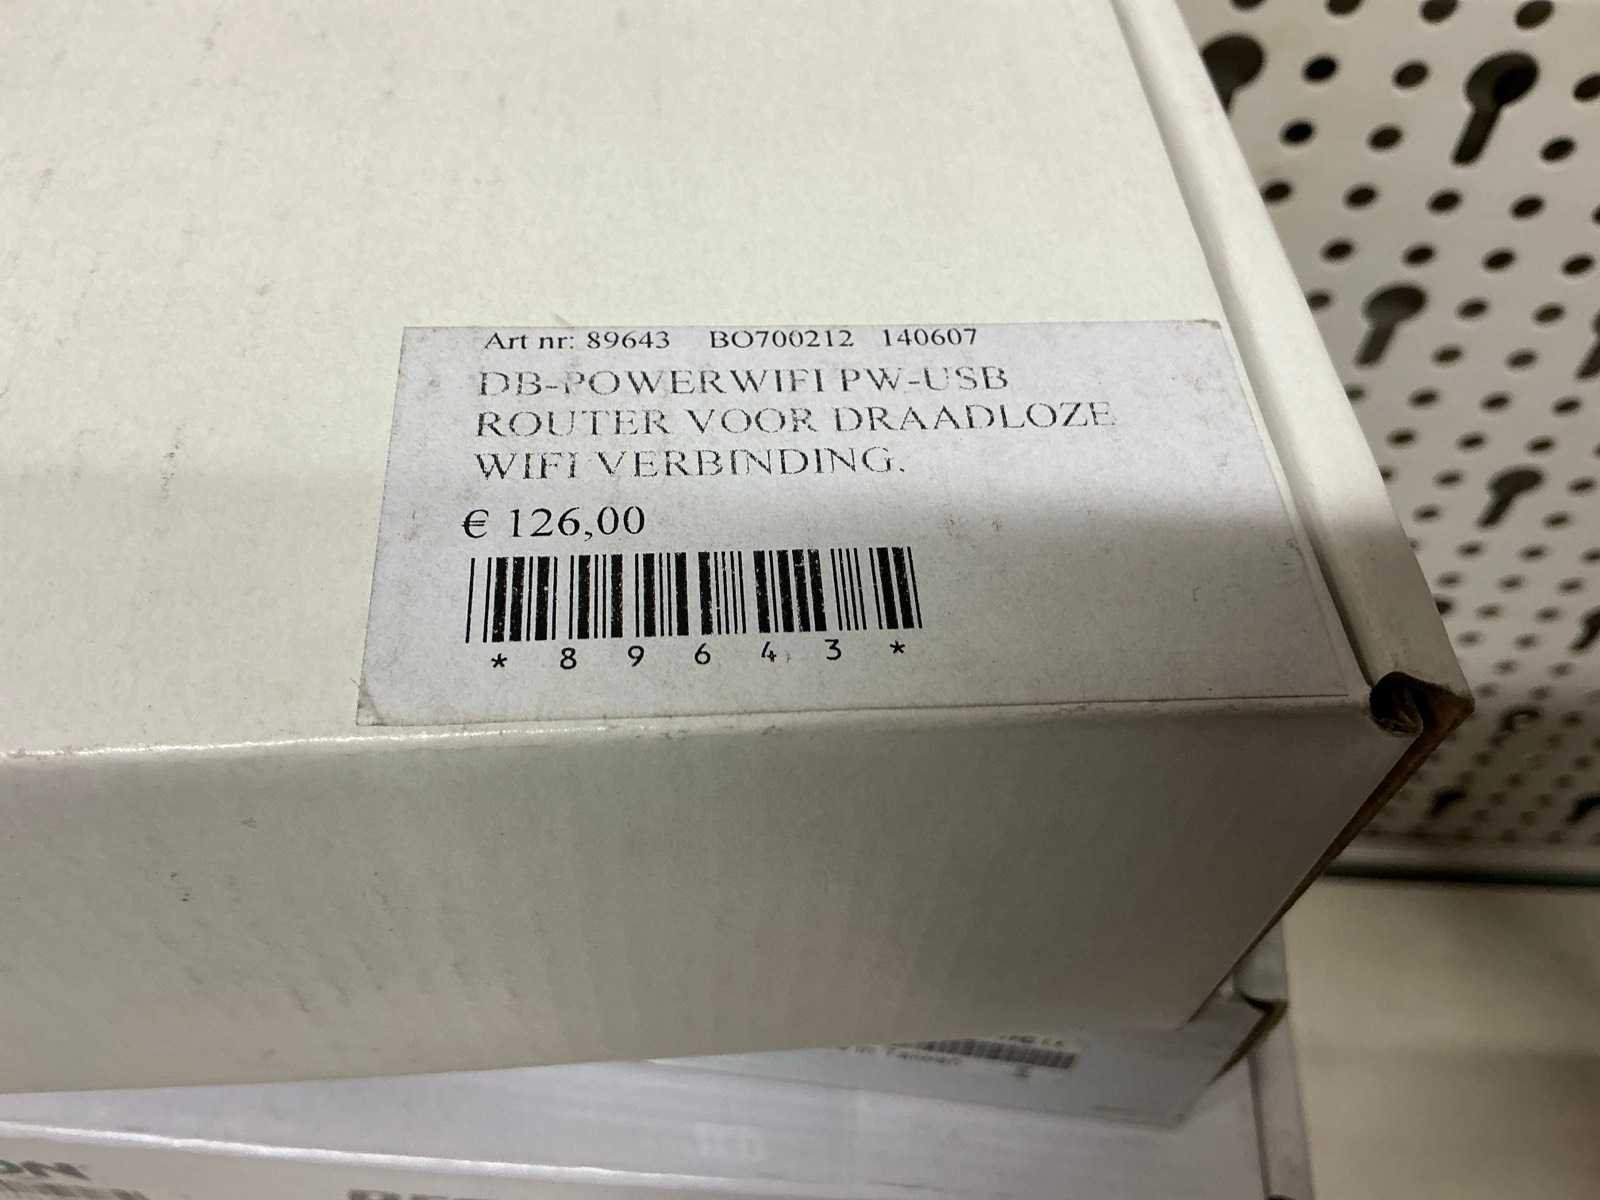 Art nr: 89643 BO700212 140607
DB-POWERWIFI PW-USB
ROUTER VOOR DRAADLOZE
WIFI VERBINDING.
€ 126,00
* 8 9 6 4 3 *